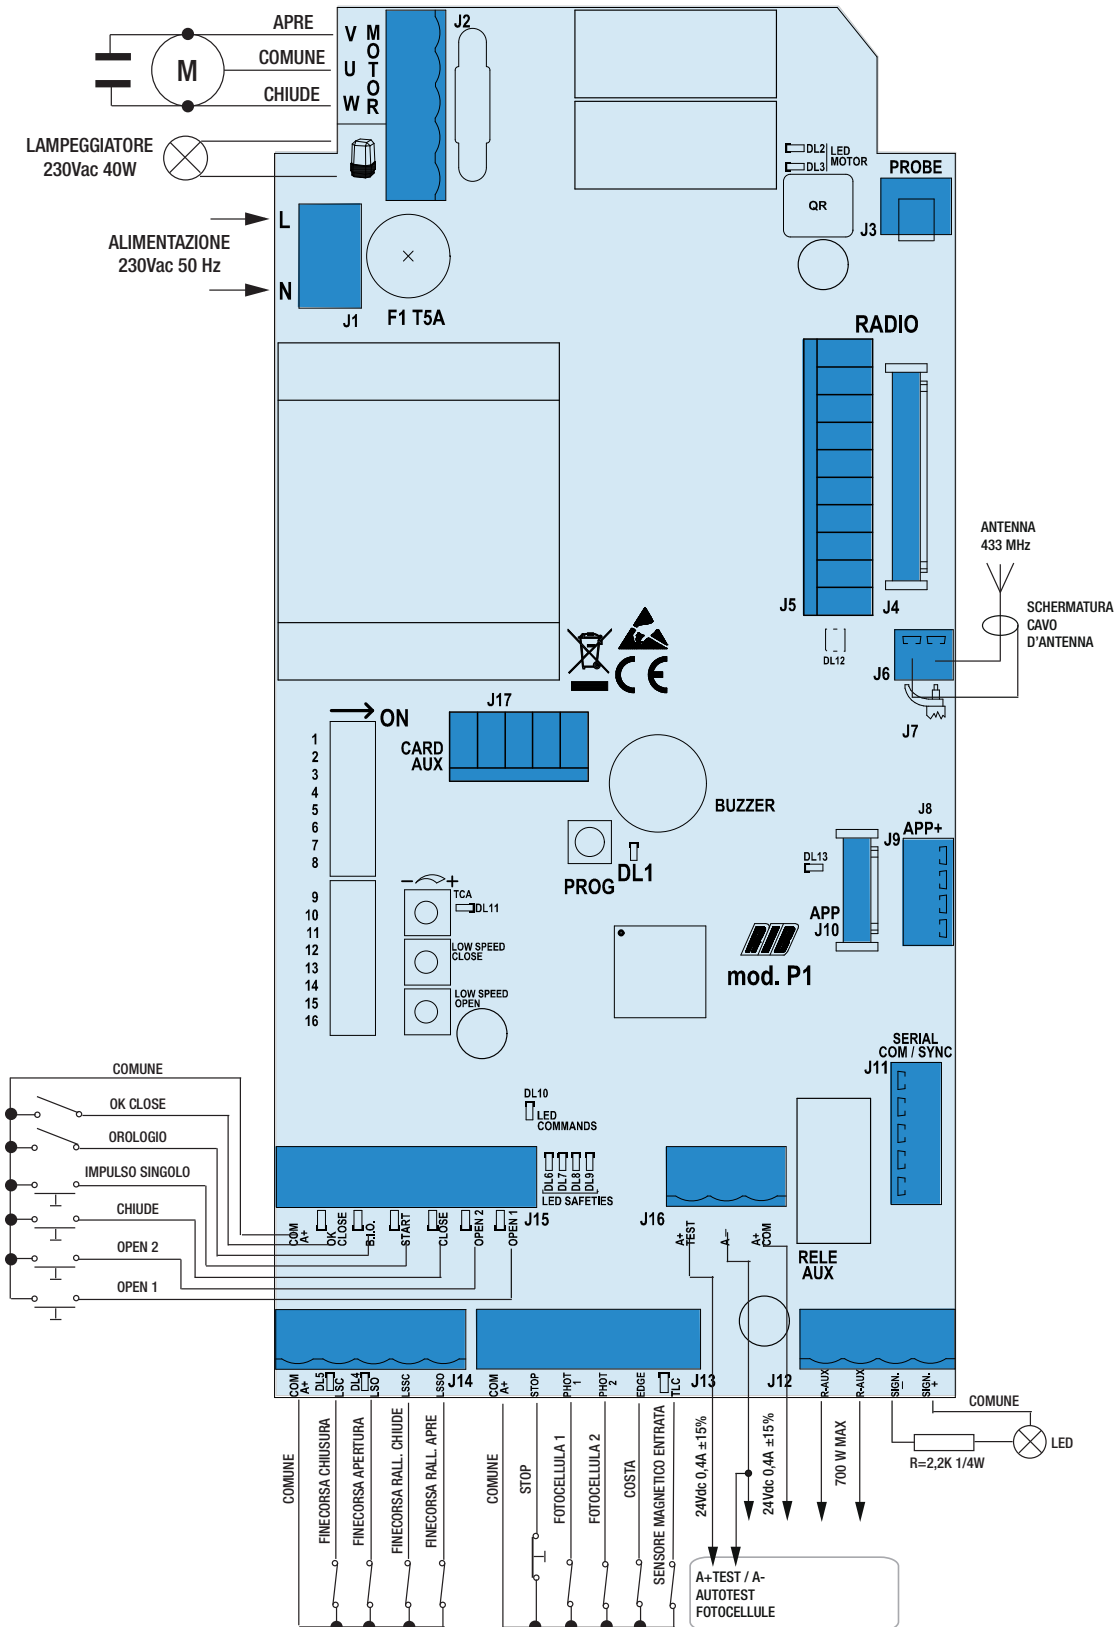 APRE
COMUNE
CHIUDE
M
V
U
W
MOTOR
J2
LAMPEGGIATORE
230Vac 40W
L
ALIMENTAZIONE
230Vac 50 Hz
N
J1
F1 T5A
DL2
DL3
LED
MOTOR
PROBE
QR
J3
RADIO
J5
J4
ANTENNA
433 MHz
SCHERMATURA
CAVO
D'ANTENNA
DL12
J6
J7
CE
ON
J17
CARD
AUX
1
2
3
4
5
6
7
8
9
10
11
12
13
14
15
16
BUZZER
J8
J9
APP+
DL13
PROG
DL1
APP
J10
− +
TCA
DL11
LOW SPEED
CLOSE
LOW SPEED
OPEN
mod. P1
SERIAL
COM / SYNC
J11
COMUNE
OK CLOSE
OROLOGIO
IMPULSO SINGOLO
CHIUDE
OPEN 2
OPEN 1
DL10
LED
COMMANDS
DL6
DL7
DL8
DL9
LED SAFETIES
J15
COM
A+
OK
CLOSE
B.I.O.
START
CLOSE
OPEN 2
OPEN 1
J16
A+
TEST
A-
A+
COM
RELE
AUX
J14
COM
A+
DL5
LSC
DL4
LSO
LSSC
LSSO
J13
COM
A+
STOP
PHOT
1
PHOT
2
EDGE
TLC
J12
R-AUX
R-AUX
SIGN.
−
SIGN.
+
COMUNE
FINECORSA CHIUSURA
FINECORSA APERTURA
FINECORSA RALL. CHIUDE
FINECORSA RALL. APRE
COMUNE
STOP
FOTOCELLULA 1
FOTOCELLULA 2
COSTA
SENSORE MAGNETICO ENTRATA
24Vdc 0,4A ±15%
24Vdc 0,4A ±15%
700 W MAX
COMUNE
LED
R=2,2K 1/4W
A+TEST / A-
AUTOTEST
FOTOCELLULE